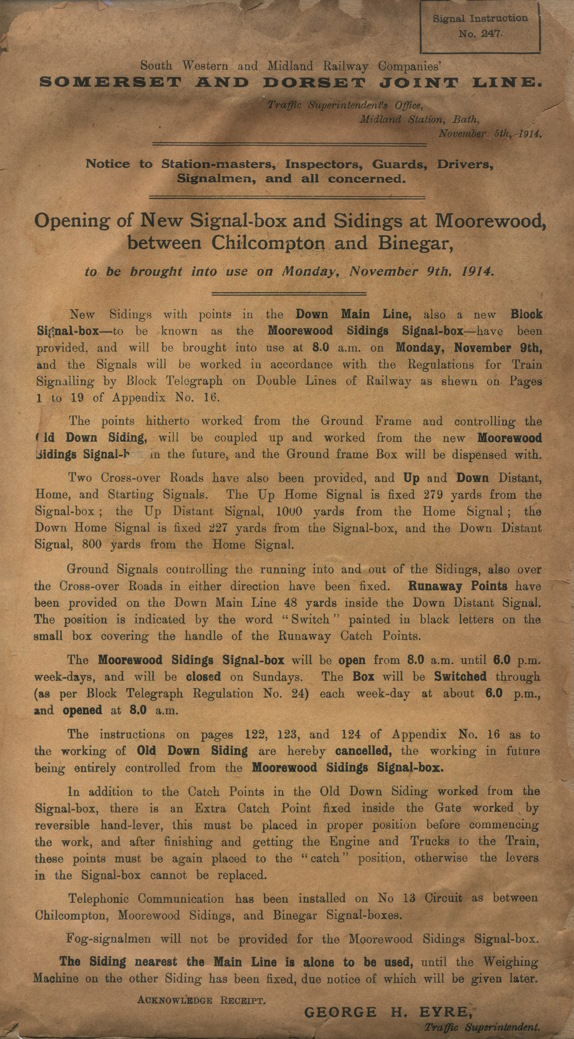 Signal Instruction
No. 247.
South Western and Midland Railway Companies'
SOMERSET AND DORSET JOINT LINE.
Traffic Superintendent's Office,
Midland Station, Bath,
November 5th, 1914.
Notice to Station-masters, Inspectors, Guards, Drivers,
Signalmen, and all concerned.
Opening of New Signal-box and Sidings at Moorewood,
between Chilcompton and Binegar,
to be brought into use on Monday, November 9th, 1914.
New Sidings with points in the Down Main Line, also a new Block
Signal-box—to be known as the Moorewood Sidings Signal-box—have been
provided, and will be brought into use at 8.0 a.m. on Monday, November 9th,
and the Signals will be worked in accordance with the Regulations for Train
Signalling by Block Telegraph on Double Lines of Railway as shewn on Pages
1 to 19 of Appendix No. 16.
The points hitherto worked from the Ground Frame and controlling the
ld Down Siding, will be coupled up and worked from the new Moorewood
Sidings Signal-b in the future, and the Ground frame Box will be dispensed with.
Two Cross-over Roads have also been provided, and Up and Down Distant,
Home, and Starting Signals. The Up Home Signal is fixed 279 yards from the
Signal-box; the Up Distant Signal, 1000 yards from the Home Signal; the
Down Home Signal is fixed 227 yards from the Signal-box, and the Down Distant
Signal, 800 yards from the Home Signal.
Ground Signals controlling the running into and out of the Sidings, also over
the Cross-over Roads in either direction have been fixed. Runaway Points have
been provided on the Down Main Line 48 yards inside the Down Distant Signal.
The position is indicated by the word "Switch" painted in black letters on the
small box covering the handle of the Runaway Catch Points.
The Moorewood Sidings Signal-box will be open from 8.0 a.m. until 6.0 p.m.
week-days, and will be closed on Sundays. The Box will be Switched through
(as per Block Telegraph Regulation No. 24) each week-day at about 6.0 p.m.,
and opened at 8.0 a.m.
The instructions on pages 122, 123, and 124 of Appendix No. 16 as to
the working of Old Down Siding are hereby cancelled, the working in future
being entirely controlled from the Moorewood Sidings Signal-box.
In addition to the Catch Points in the Old Down Siding worked from the
Signal-box, there is an Extra Catch Point fixed inside the Gate worked by
reversible hand-lever, this must be placed in proper position before commencing
the work, and after finishing and getting the Engine and Trucks to the Train,
these points must be again placed to the "catch" position, otherwise the levers
in the Signal-box cannot be replaced.
Telephonic Communication has been installed on No 13 Circuit as between
Chilcompton, Moorewood Sidings, and Binegar Signal-boxes.
Fog-signalmen will not be provided for the Moorewood Sidings Signal-box.
The Siding nearest the Main Line is alone to be used, until the Weighing
Machine on the other Siding has been fixed, due notice of which will be given later.
ACKNOWLEDGE RECEIPT.
GEORGE H. EYRE,
Traffic Superintendent.